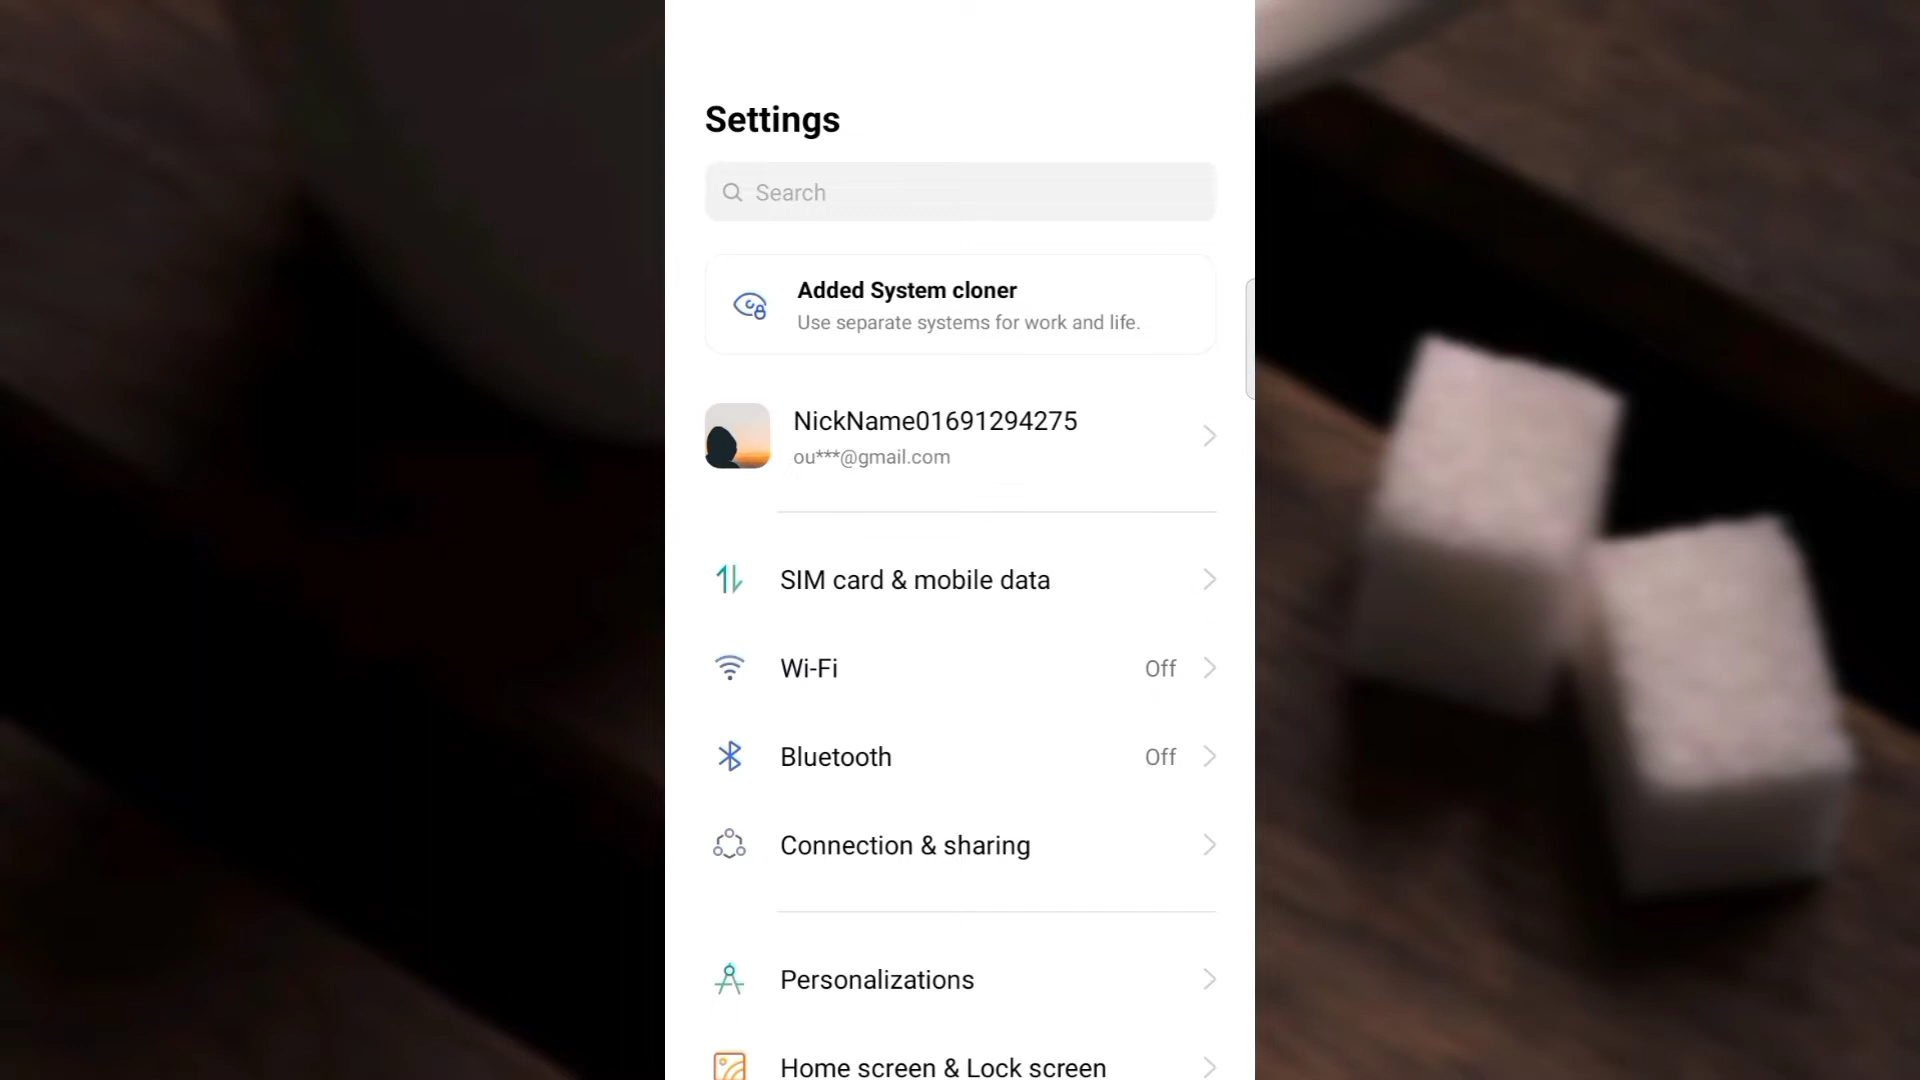 Settings
Search
Added System cloner
Use separate systems for work and life.
NickName01691294275
ou***@gmail.com
SIM card & mobile data
Wi-Fi Off
Bluetooth Off
Connection & sharing
Personalizations
Home screen & Lock screen